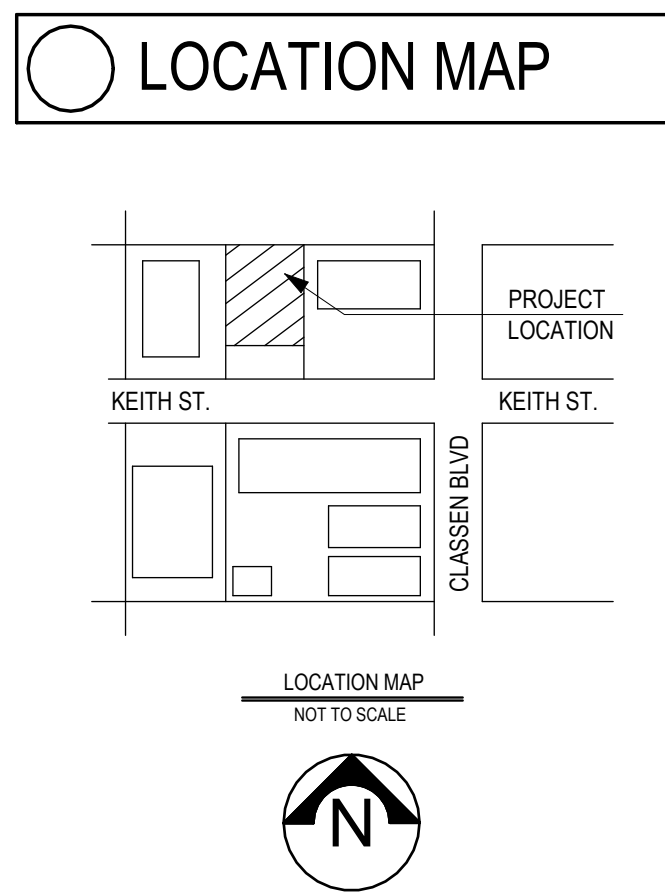 LOCATION MAP
PROJECT
LOCATION
KEITH ST.
KEITH ST.
CLASSEN BLVD
LOCATION MAP
NOT TO SCALE
N